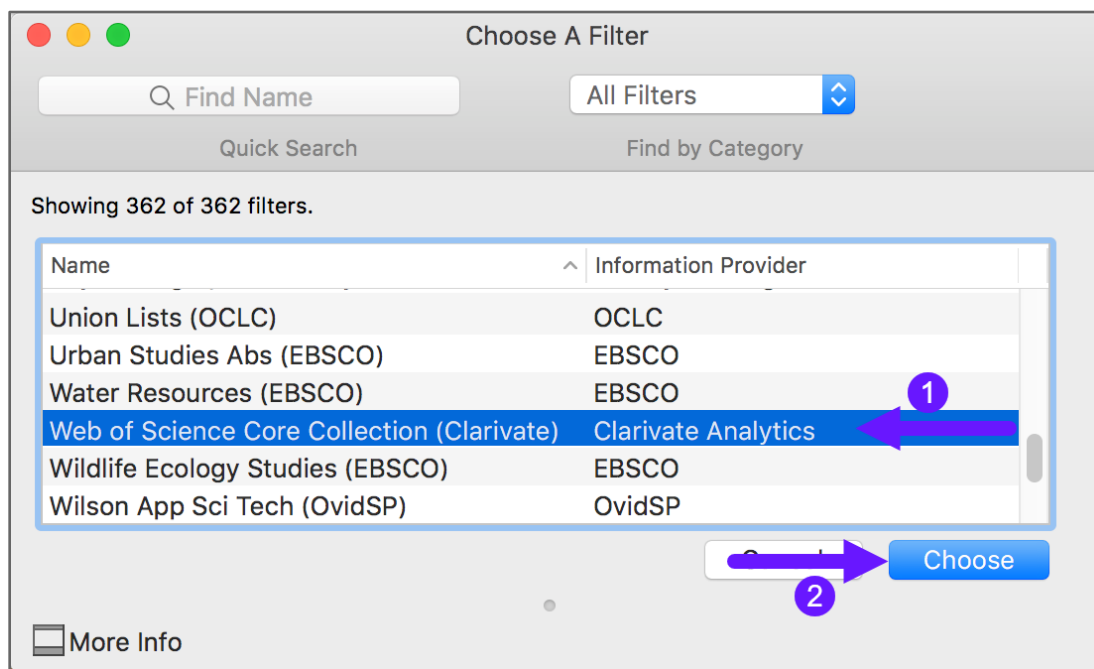 Choose A Filter
Find Name
All Filters
Quick Search
Find by Category
Showing 362 of 362 filters.
Name Information Provider
Union Lists (OCLC) OCLC
Urban Studies Abs (EBSCO) EBSCO
Water Resources (EBSCO) EBSCO
1
Web of Science Core Collection (Clarivate) Clarivate Analytics
Wildlife Ecology Studies (EBSCO) EBSCO
Wilson App Sci Tech (OvidSP) OvidSP
Choose
2
More Info